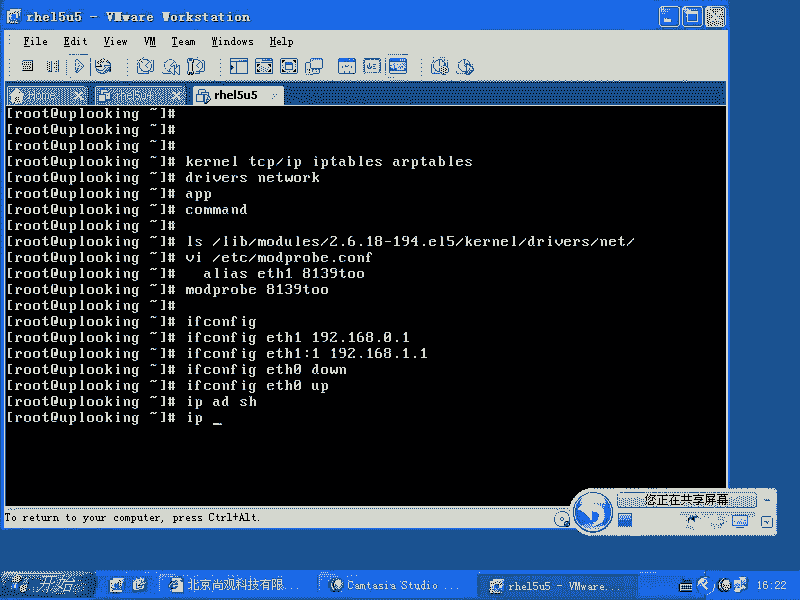 rhel5u5 - VMware Workstation
File Edit View VM Team Windows Help
Home rhel5u4 rhel5u5
[root@uplooking ~]#
[root@uplooking ~]#
[root@uplooking ~]#
[root@uplooking ~]# kernel tcp/ip iptables arptables
[root@uplooking ~]# drivers network
[root@uplooking ~]# app
[root@uplooking ~]# command
[root@uplooking ~]#
[root@uplooking ~]# ls /lib/modules/2.6.18-194.el5/kernel/drivers/net/
[root@uplooking ~]# vi /etc/modprobe.conf
[root@uplooking ~]#   alias eth1 8139too
[root@uplooking ~]# modprobe 8139too
[root@uplooking ~]#
[root@uplooking ~]# ifconfig
[root@uplooking ~]# ifconfig eth1 192.168.0.1
[root@uplooking ~]# ifconfig eth1:1 192.168.1.1
[root@uplooking ~]# ifconfig eth0 down
[root@uplooking ~]# ifconfig eth0 up
[root@uplooking ~]# ip ad sh
[root@uplooking ~]# ip _
您正在共享屏幕
To return to your computer, press Ctrl+Alt.
开始 北京尚观科技有限... Camtasia Studio ... rhel5u5 - VMware... 16:22